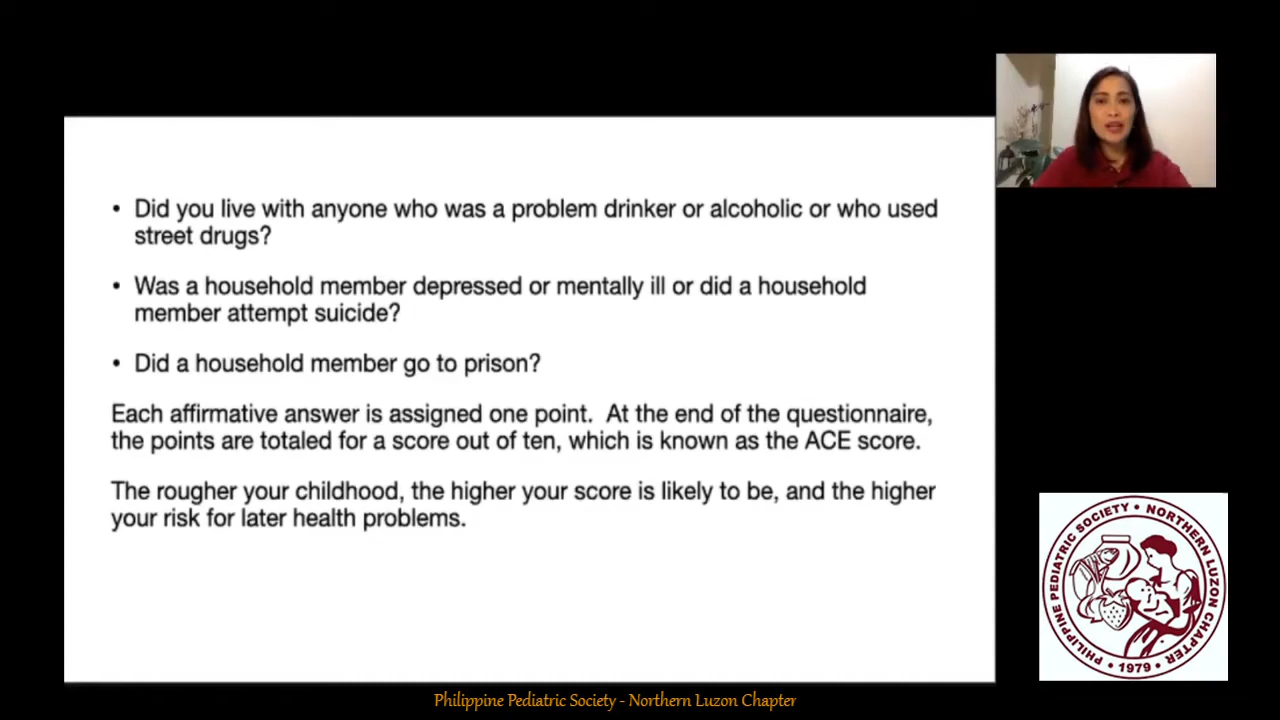 • Did you live with anyone who was a problem drinker or alcoholic or who used
street drugs?
• Was a household member depressed or mentally ill or did a household
member attempt suicide?
• Did a household member go to prison?
Each affirmative answer is assigned one point.  At the end of the questionnaire,
the points are totaled for a score out of ten, which is known as the ACE score.
The rougher your childhood, the higher your score is likely to be, and the higher
your risk for later health problems.
PHILIPPINE PEDIATRIC SOCIETY • NORTHERN LUZON CHAPTER
• 1979 •
Philippine Pediatric Society - Northern Luzon Chapter